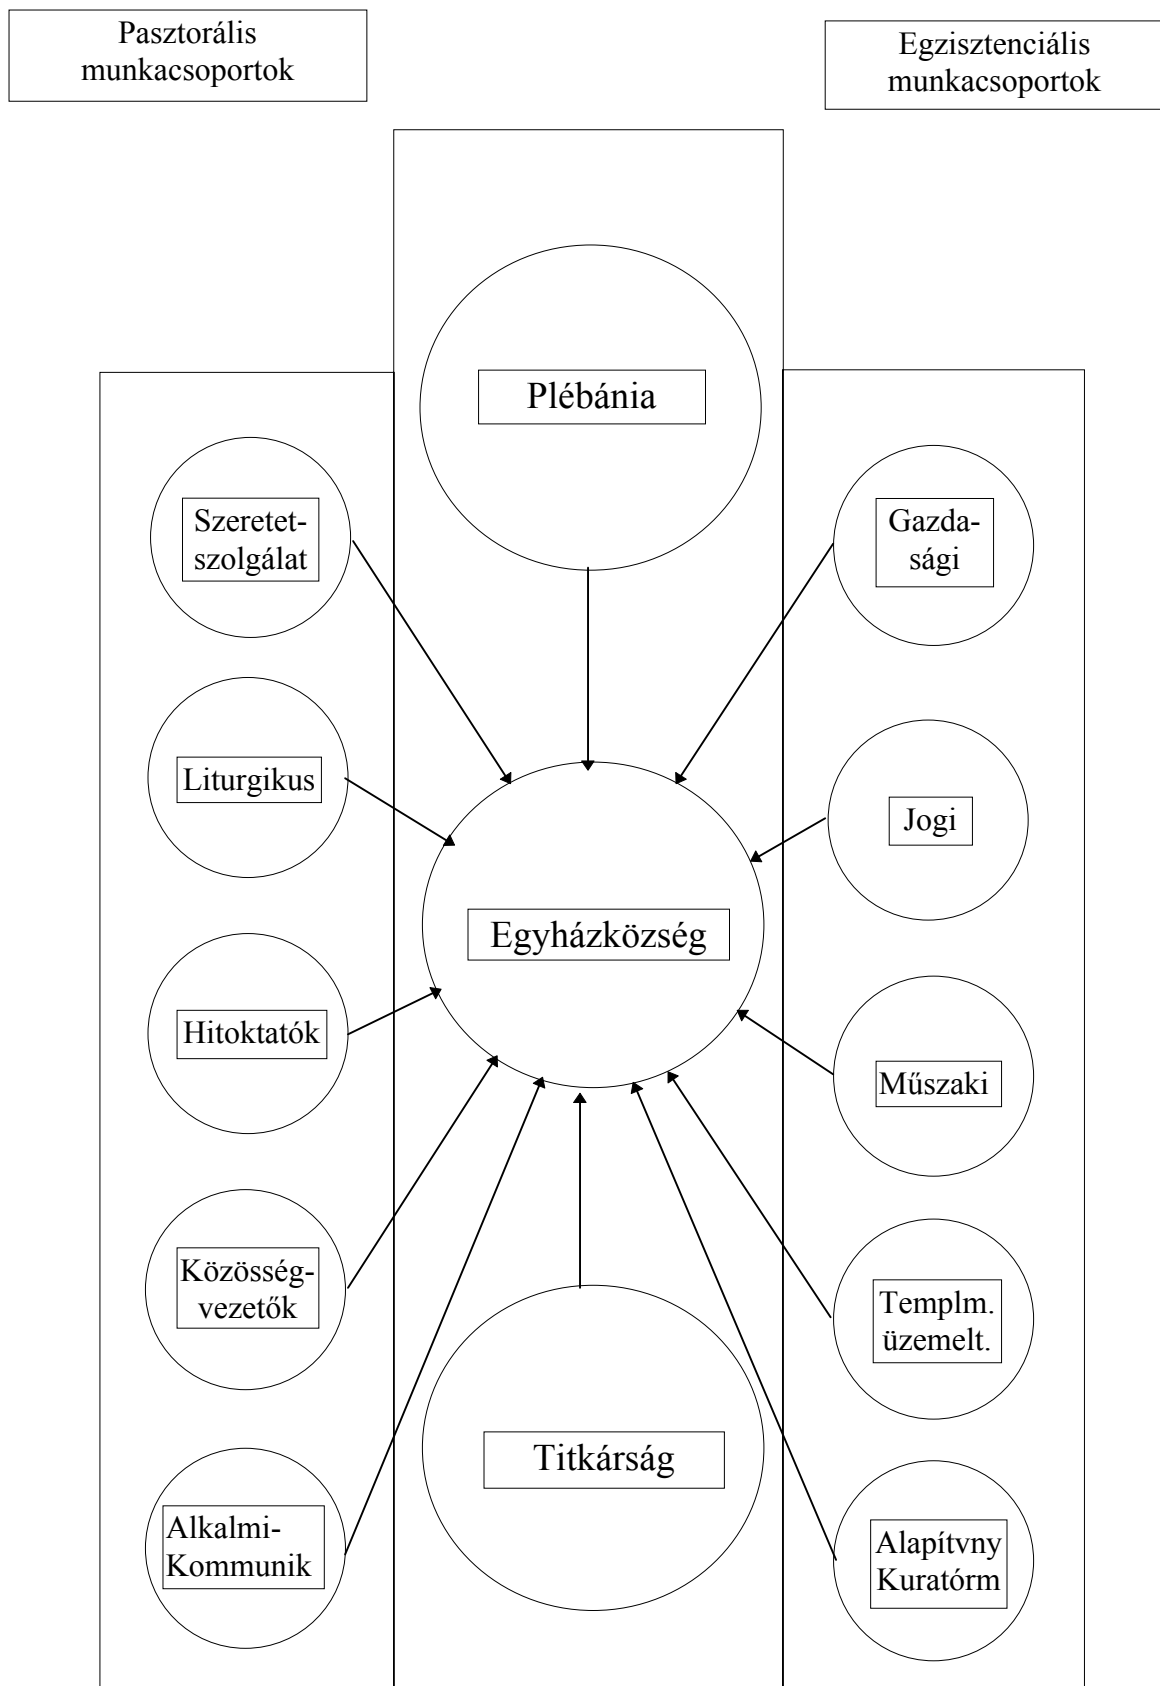 Pasztorális
munkacsoportok
Egzisztenciális
munkacsoportok
Plébánia
Szeretet-
szolgálat
Gazda-
sági
Liturgikus
Jogi
Egyházközség
Hitoktatók
Műszaki
Közösség-
vezetők
Templm.
üzemelt.
Titkárság
Alkalmi-
Kommunik
Alapítvny
Kuratórm